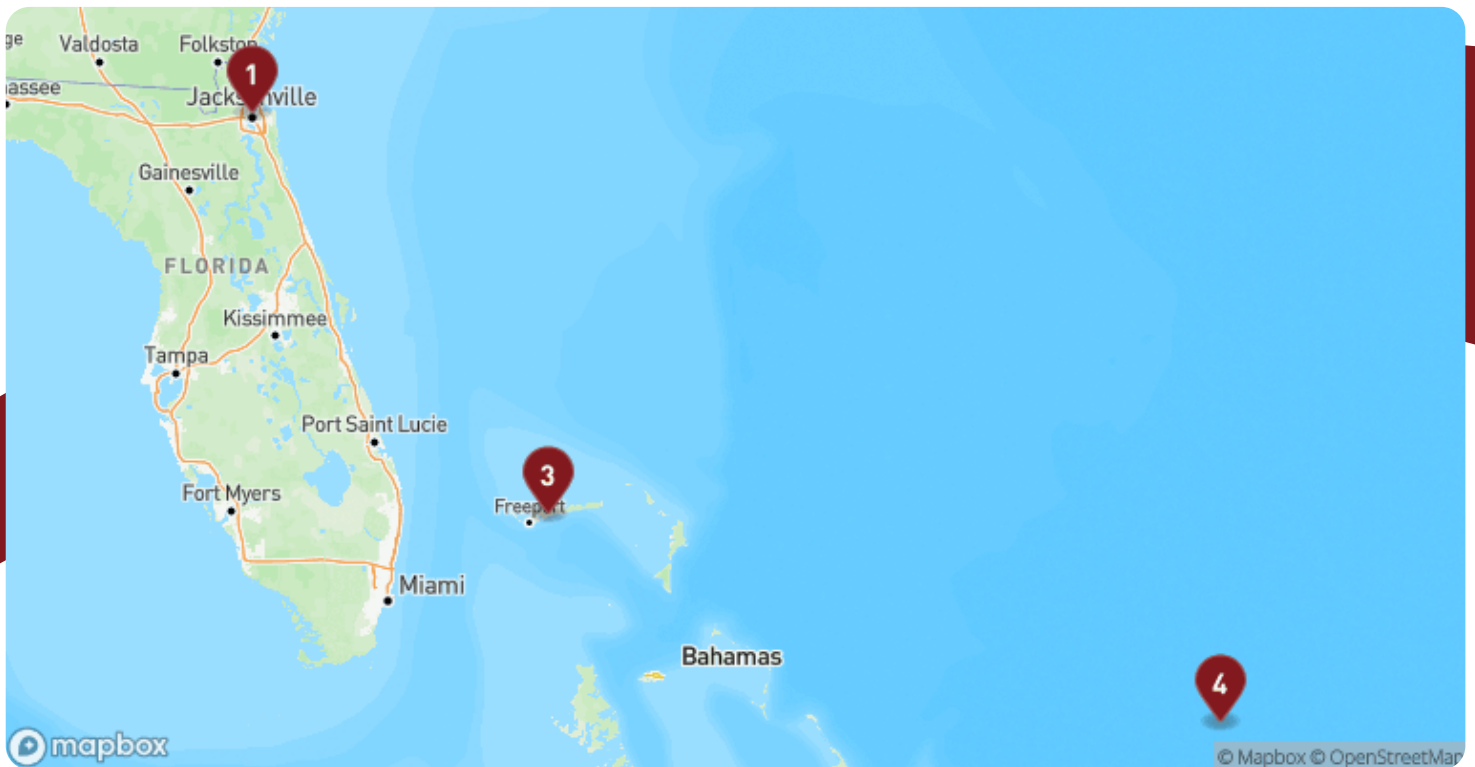 ge
Valdosta
Folkston
1
assee
Jacksonville
Gainesville
FLORIDA
Kissimmee
Tampa
Port Saint Lucie
3
Fort Myers
Freeport
Miami
Bahamas
4
mapbox
© Mapbox © OpenStreetMap